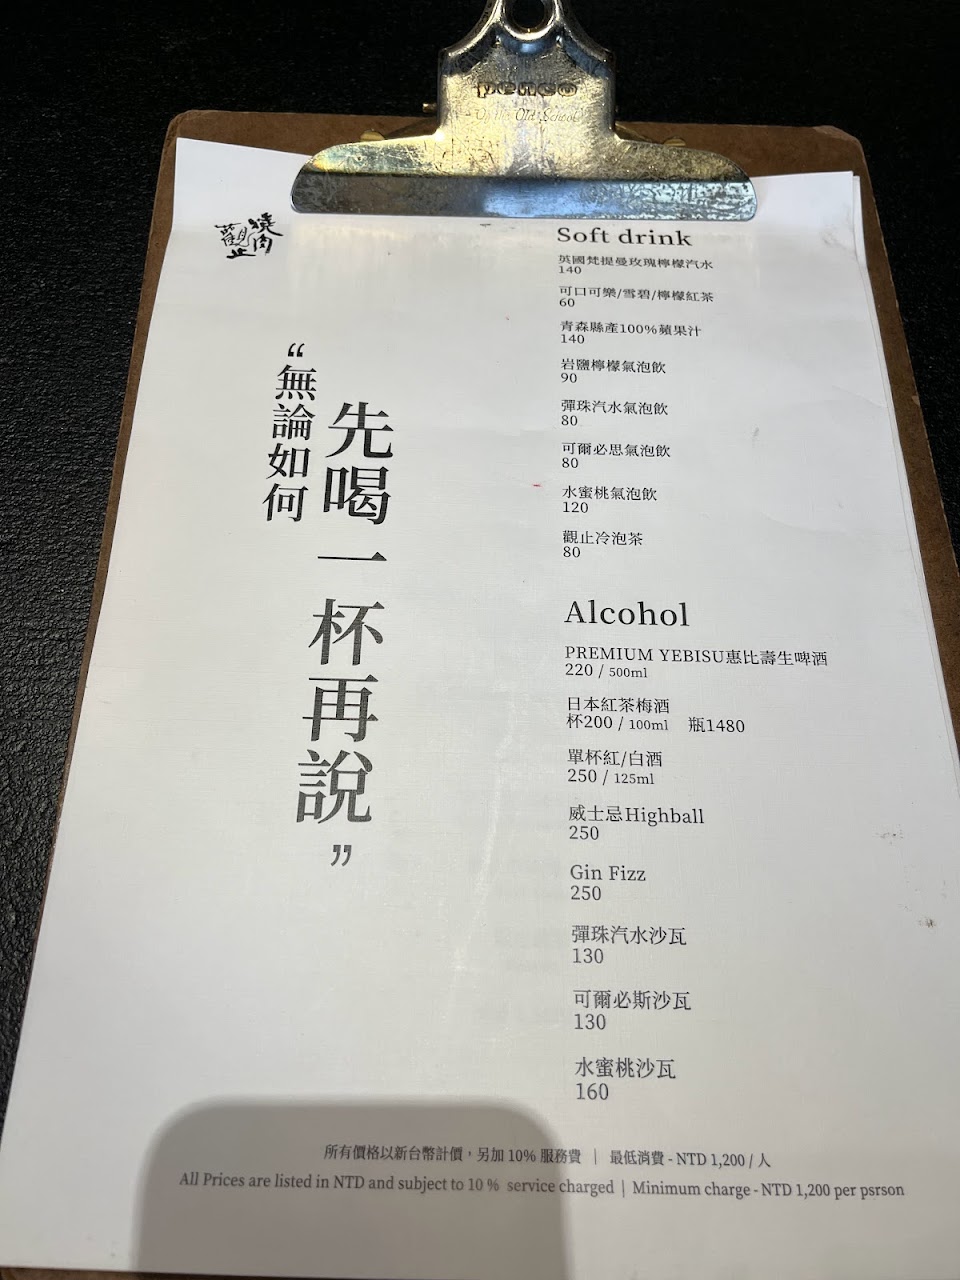 penco
Old School
燒肉
觀止
“無論如何
先喝一杯再說”
Soft drink
英國梵提曼玫瑰檸檬汽水
140
可口可樂/雪碧/檸檬紅茶
60
青森縣產100%蘋果汁
140
岩鹽檸檬氣泡飲
90
彈珠汽水氣泡飲
80
可爾必思氣泡飲
80
水蜜桃氣泡飲
120
觀止冷泡茶
80
Alcohol
PREMIUM YEBISU惠比壽生啤酒
220 / 500ml
日本紅茶梅酒
杯200 / 100ml 瓶1480
單杯紅/白酒
250 / 125ml
威士忌Highball
250
Gin Fizz
250
彈珠汽水沙瓦
130
可爾必斯沙瓦
130
水蜜桃沙瓦
160
所有價格以新台幣計價，另加 10% 服務費 | 最低消費 - NTD 1,200 / 人
All Prices are listed in NTD and subject to 10 % service charged | Minimum charge - NTD 1,200 per psrson